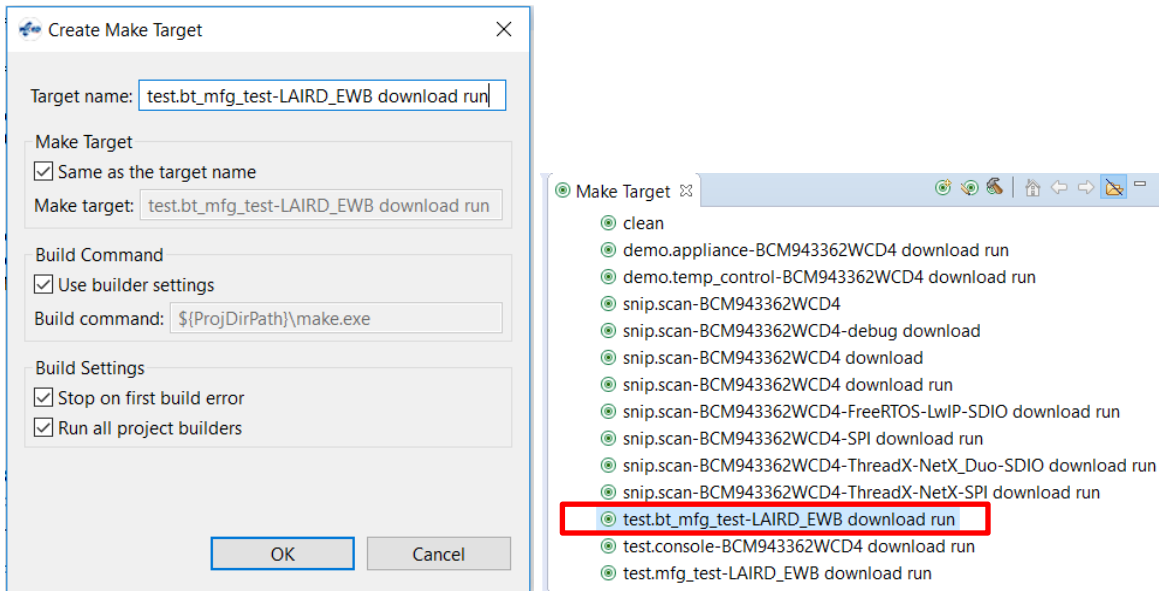 Create Make Target
Target name: test.bt_mfg_test-LAIRD_EWB download run
Make Target
Same as the target name
Make target: test.bt_mfg_test-LAIRD_EWB download run
Build Command
Use builder settings
Build command: ${ProjDirPath}\make.exe
Build Settings
Stop on first build error
Run all project builders
OK Cancel
Make Target
clean
demo.appliance-BCM943362WCD4 download run
demo.temp_control-BCM943362WCD4 download run
snip.scan-BCM943362WCD4
snip.scan-BCM943362WCD4-debug download
snip.scan-BCM943362WCD4 download
snip.scan-BCM943362WCD4 download run
snip.scan-BCM943362WCD4-FreeRTOS-LwIP-SDIO download run
snip.scan-BCM943362WCD4-SPI download run
snip.scan-BCM943362WCD4-ThreadX-NetX_Duo-SDIO download run
snip.scan-BCM943362WCD4-ThreadX-NetX-SPI download run
test.bt_mfg_test-LAIRD_EWB download run
test.console-BCM943362WCD4 download run
test.mfg_test-LAIRD_EWB download run